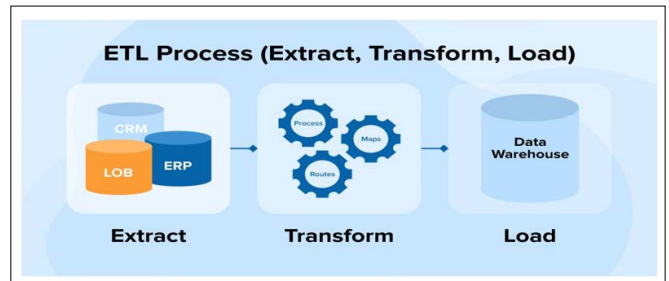 ETL Process (Extract, Transform, Load)
CRM
LOB
ERP
Process
Maps
Routes
Data
Warehouse
Extract
Transform
Load